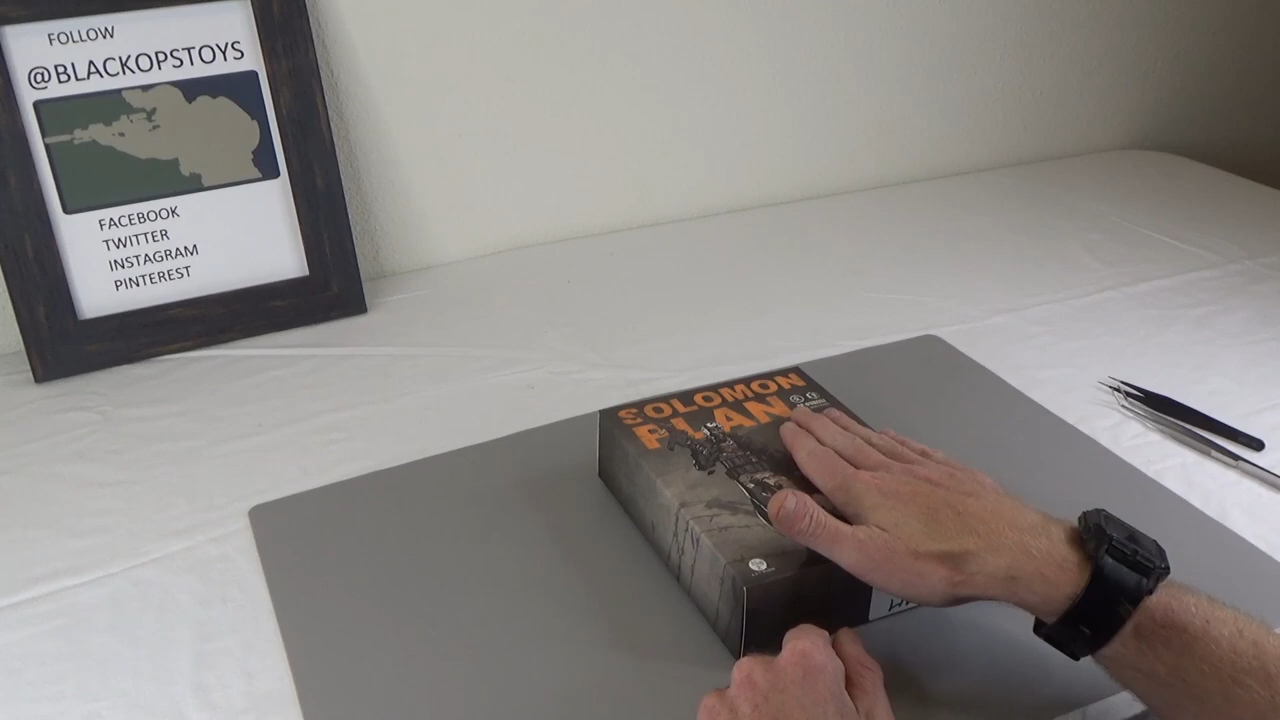 FOLLOW
@BLACKOPSTOYS
FACEBOOK
TWITTER
INSTAGRAM
PINTEREST
SOLOMON
PLAN